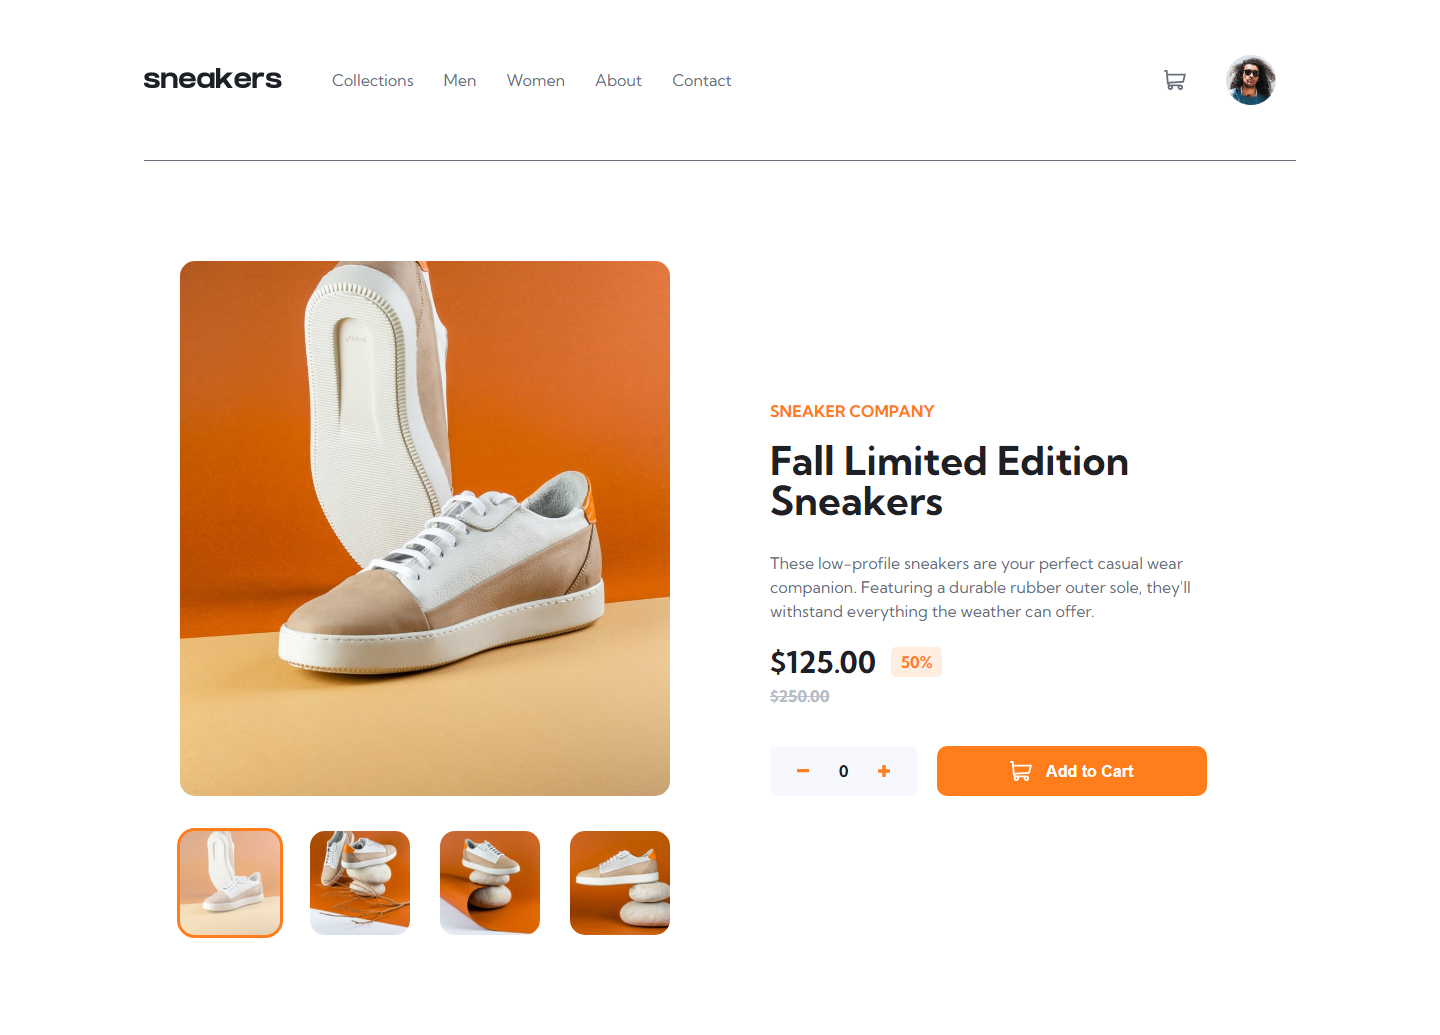 sneakers
Collections Men Women About Contact
SNEAKER COMPANY
Fall Limited Edition
Sneakers
These low-profile sneakers are your perfect casual wear
companion. Featuring a durable rubber outer sole, they'll
withstand everything the weather can offer.
$125.00 50%
$250.00
0 Add to Cart